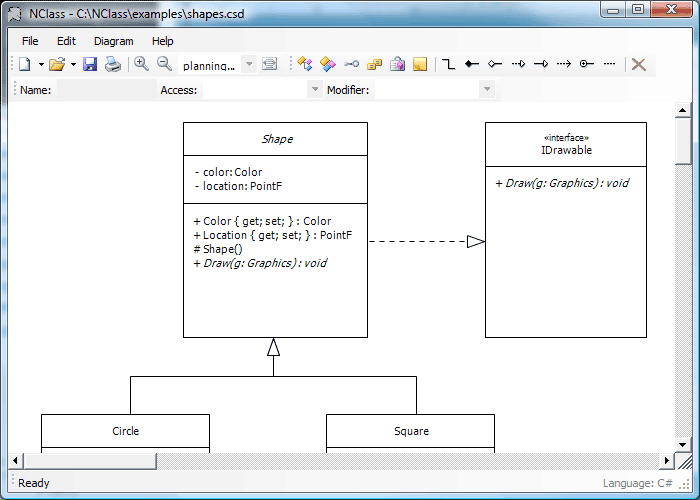 NClass - C:\NClass\examples\shapes.csd
File Edit Diagram Help
planning...
Name: Access: Modifier:
Shape
- color: Color
- location: PointF
+ Color { get; set; } : Color
+ Location { get; set; } : PointF
# Shape()
+ Draw(g: Graphics) : void
«interface»
IDrawable
+ Draw(g: Graphics) : void
Circle
Square
Ready
Language: C#